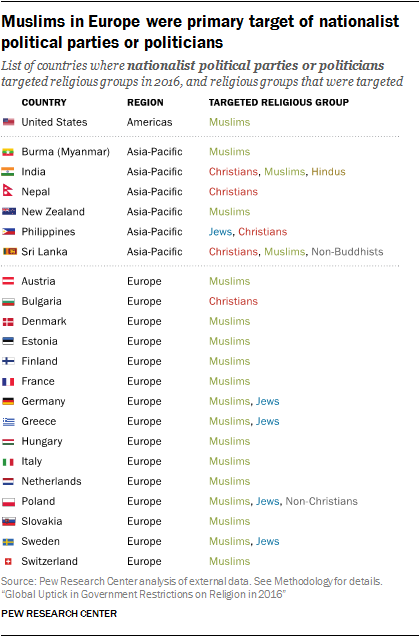 Muslims in Europe were primary target of nationalist
political parties or politicians
List of countries where nationalist political parties or politicians
targeted religious groups in 2016, and religious groups that were targeted
COUNTRY REGION TARGETED RELIGIOUS GROUP
United States Americas Muslims
Burma (Myanmar) Asia-Pacific Muslims
India Asia-Pacific Christians, Muslims, Hindus
Nepal Asia-Pacific Christians
New Zealand Asia-Pacific Muslims
Philippines Asia-Pacific Jews, Christians
Sri Lanka Asia-Pacific Christians, Muslims, Non-Buddhists
Austria Europe Muslims
Bulgaria Europe Christians
Denmark Europe Muslims
Estonia Europe Muslims
Finland Europe Muslims
France Europe Muslims
Germany Europe Muslims, Jews
Greece Europe Muslims, Jews
Hungary Europe Muslims
Italy Europe Muslims
Netherlands Europe Muslims
Poland Europe Muslims, Jews, Non-Christians
Slovakia Europe Muslims
Sweden Europe Muslims, Jews
Switzerland Europe Muslims
Source: Pew Research Center analysis of external data. See Methodology for details.
“Global Uptick in Government Restrictions on Religion in 2016”
PEW RESEARCH CENTER